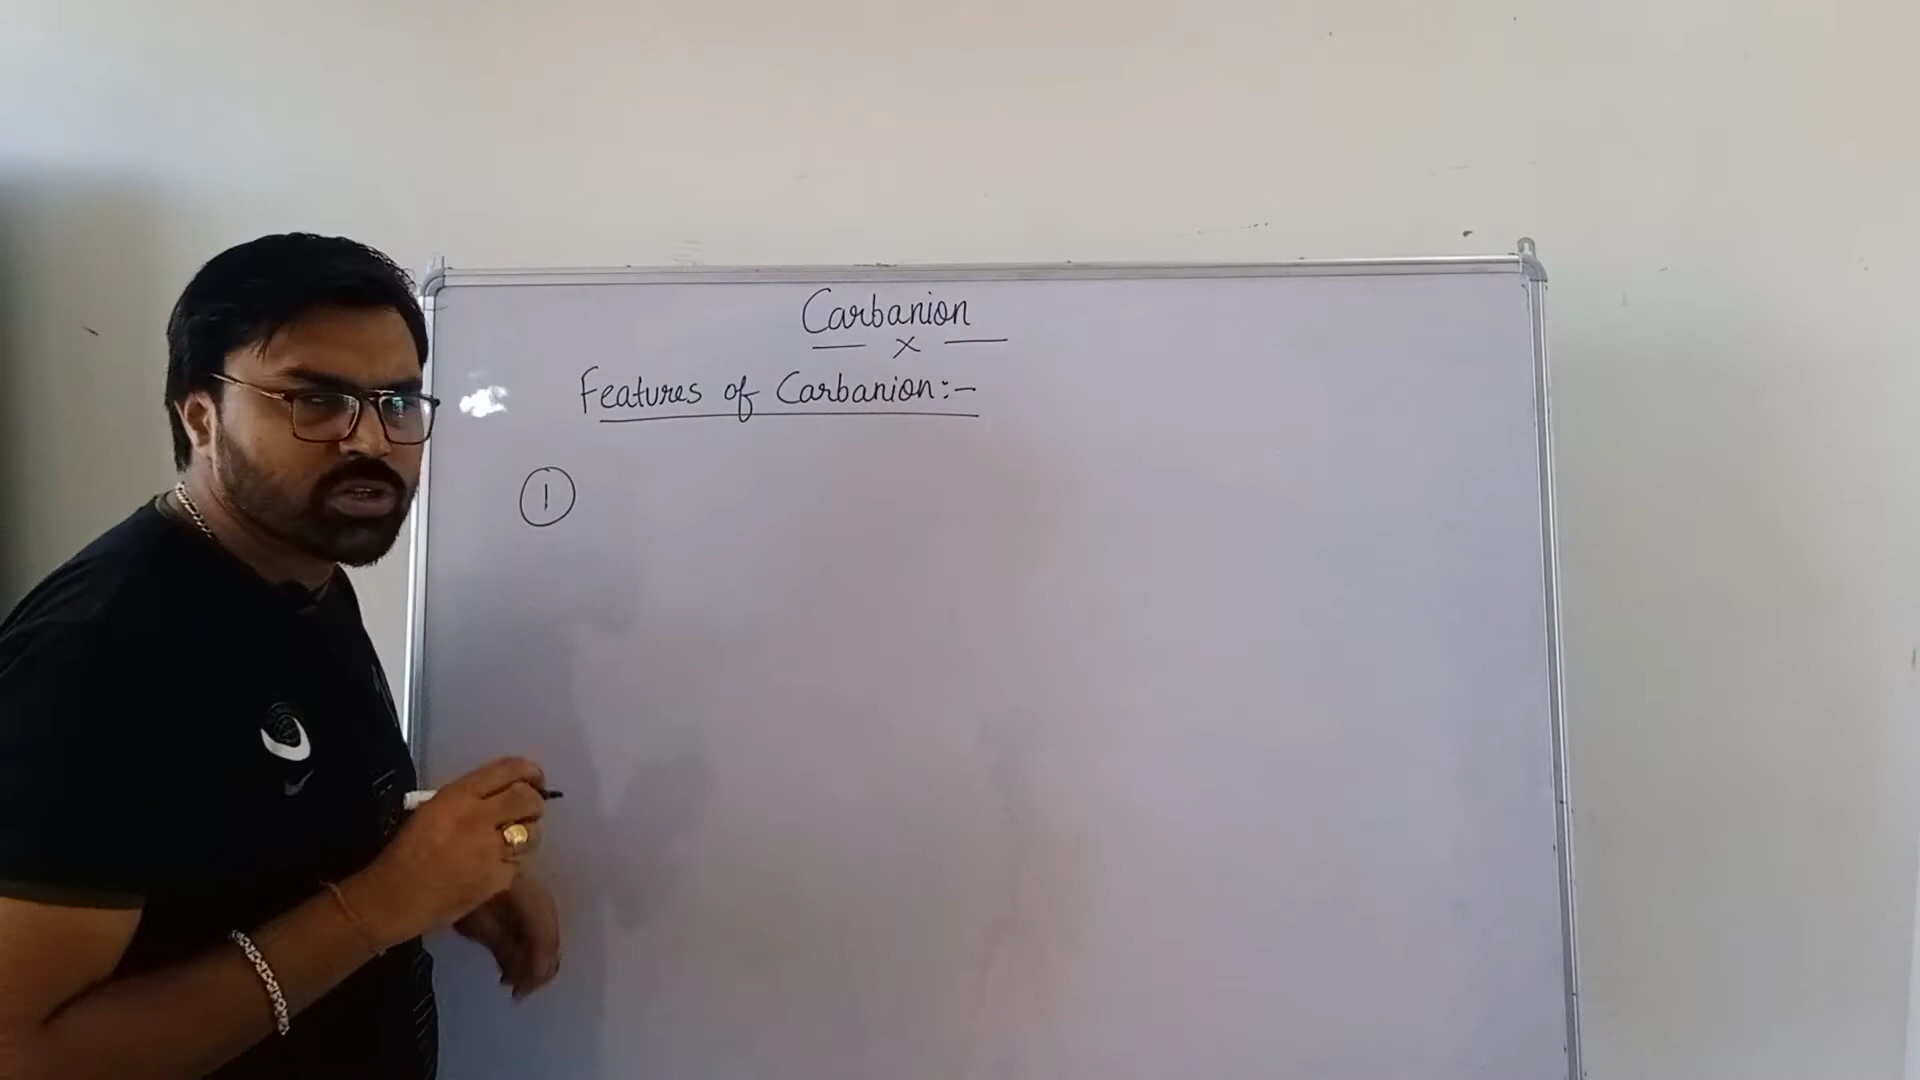 Carbanion
— x —
Features of Carbanion:-
1